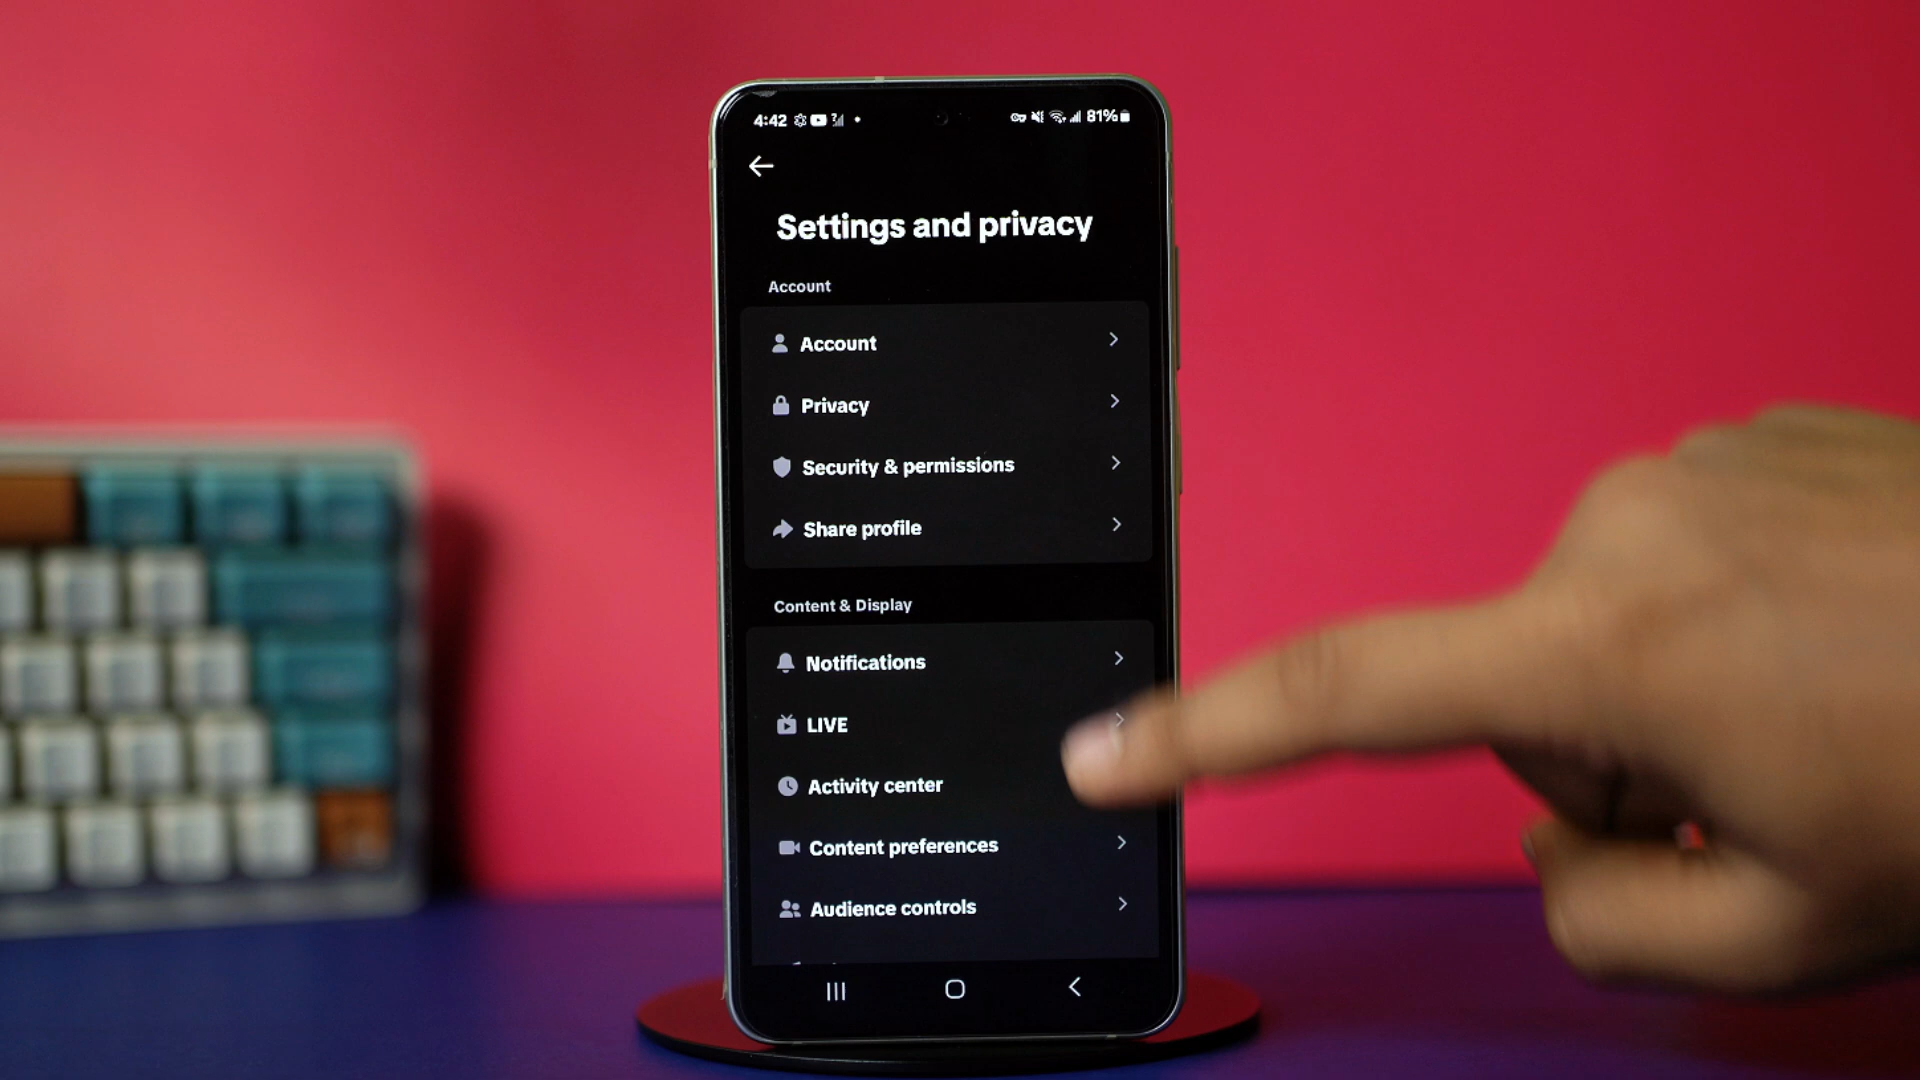 4:42 81%
Settings and privacy
Account
Account
Privacy
Security & permissions
Share profile
Content & Display
Notifications
LIVE
Activity center
Content preferences
Audience controls